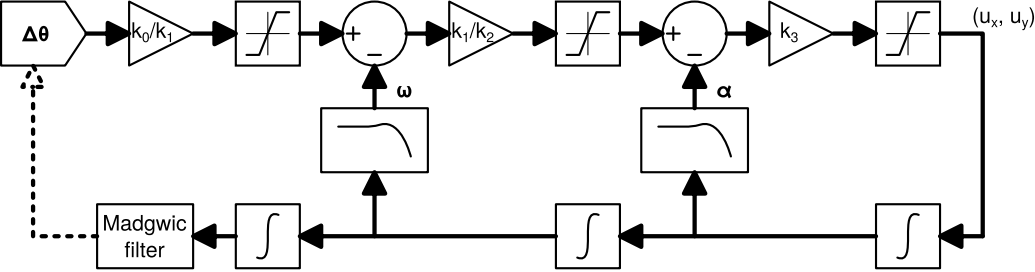 Δθ
k0/k1
+
−
k1/k2
+
−
k3
(ux, uy)
ω
α
Madgwic
filter
∫
∫
∫